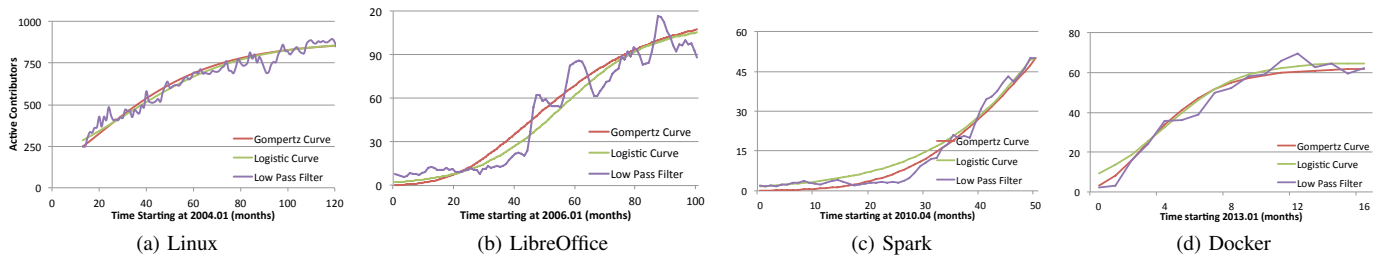 Active Contributors
1000
750
500
250
0
0 20 40 60 80 100 120
Time Starting at 2004.01 (months)
Gompertz Curve
Logistic Curve
Low Pass Filter
(a) Linux
20
90
60
30
0
0 20 40 60 80 100
Time Starting at 2006.01 (months)
Gompertz Curve
Logistic Curve
Low Pass Filter
(b) LibreOffice
60
45
30
15
0
0 10 20 30 40 50
Time Starting at 2010.04 (months)
Gompertz Curve
Logistic Curve
Low Pass Filter
(c) Spark
80
60
40
20
0
0 4 8 12 16
Time starting 2013.01 (months)
Gompertz Curve
Logistic Curve
Low Pass Filter
(d) Docker